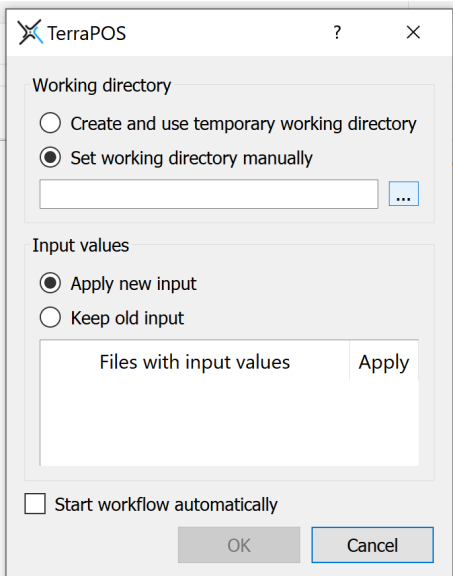 TerraPOS ? ×
Working directory
Create and use temporary working directory
Set working directory manually
...
Input values
Apply new input
Keep old input
Files with input values Apply
Start workflow automatically
OK Cancel